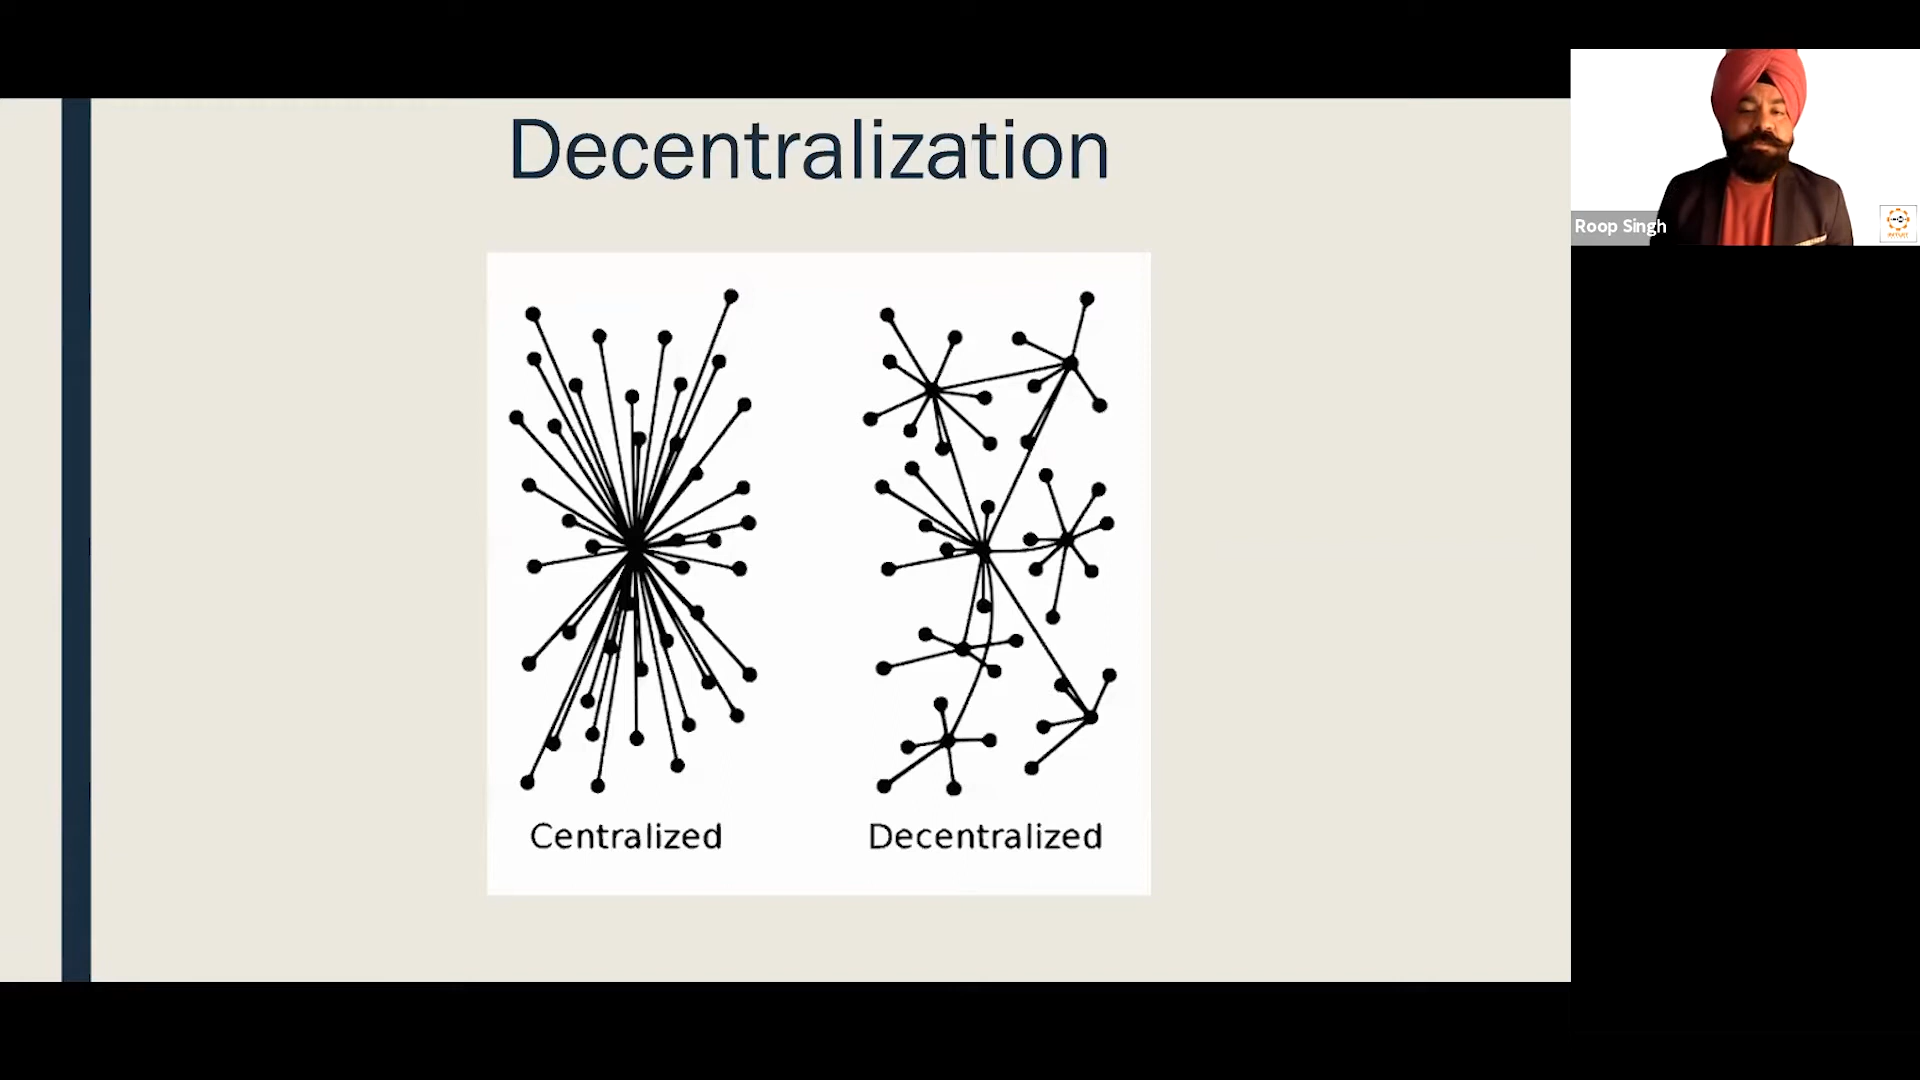 Decentralization
Roop Singh
Centralized
Decentralized